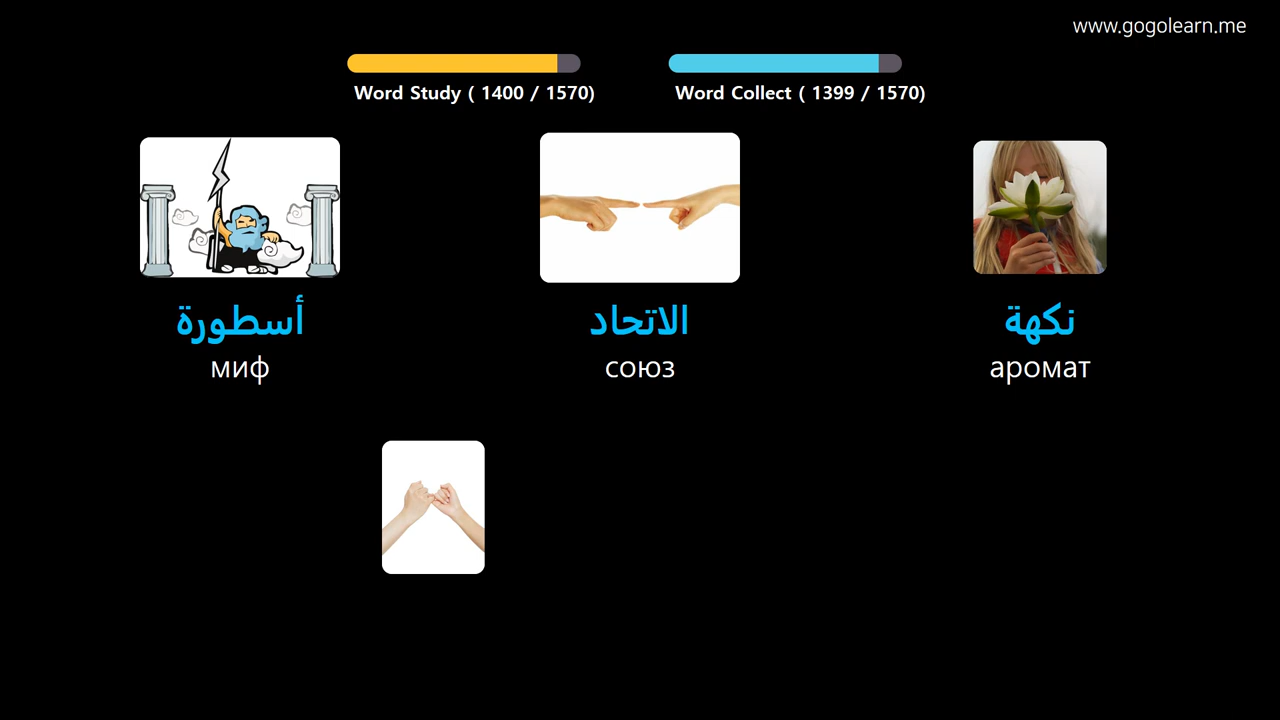 www.gogolearn.me
Word Study ( 1400 / 1570)
Word Collect ( 1399 / 1570)
أسطورة
миф
الاتحاد
союз
نكهة
аромат